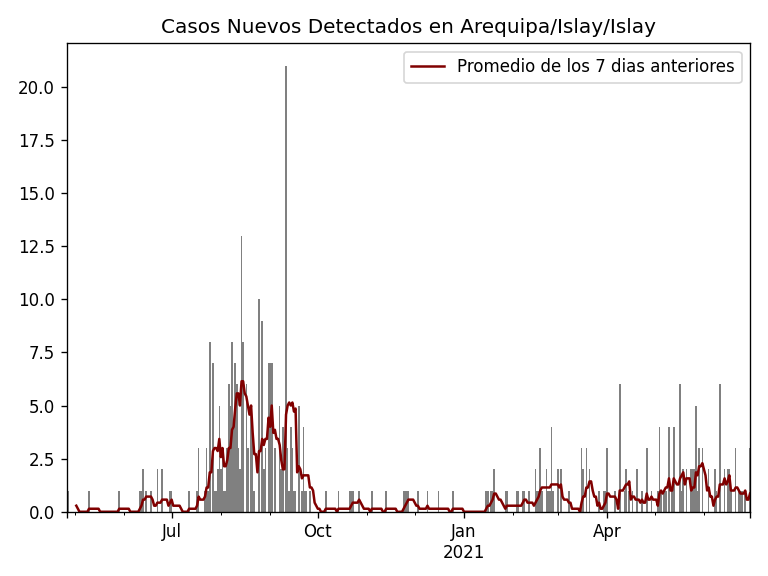 Casos Nuevos Detectados en Arequipa/Islay/Islay
Promedio de los 7 dias anteriores
20.0
17.5
15.0
12.5
10.0
7.5
5.0
2.5
0.0
Jul
Oct
Jan
Apr
2021